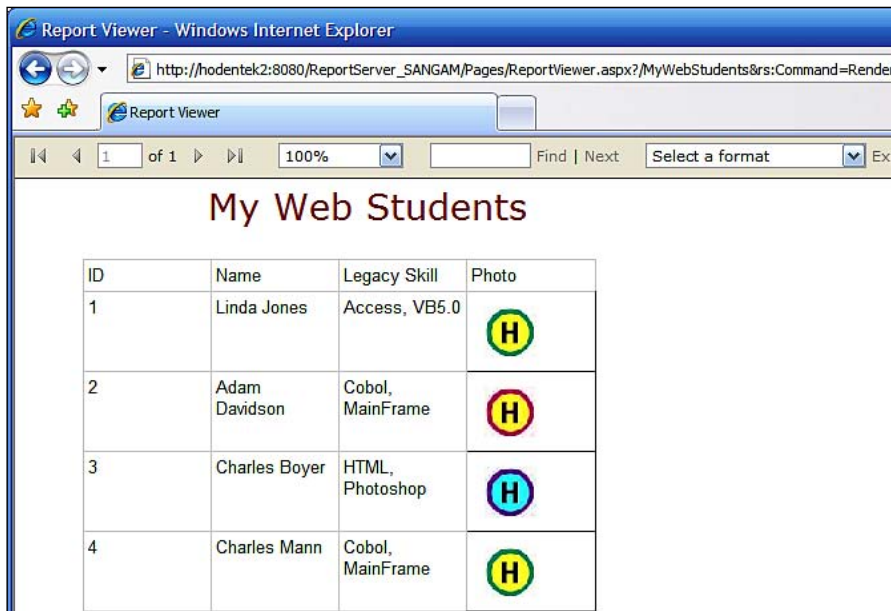 Report Viewer - Windows Internet Explorer
http://hodentek2:8080/ReportServer_SANGAM/Pages/ReportViewer.aspx?/MyWebStudents&rs:Command=Render
Report Viewer
1 of 1 100% Find | Next Select a format Ex
My Web Students
ID Name Legacy Skill Photo
1 Linda Jones Access, VB5.0 H
2 Adam Cobol,
Davidson MainFrame H
3 Charles Boyer HTML,
Photoshop H
4 Charles Mann Cobol,
MainFrame H